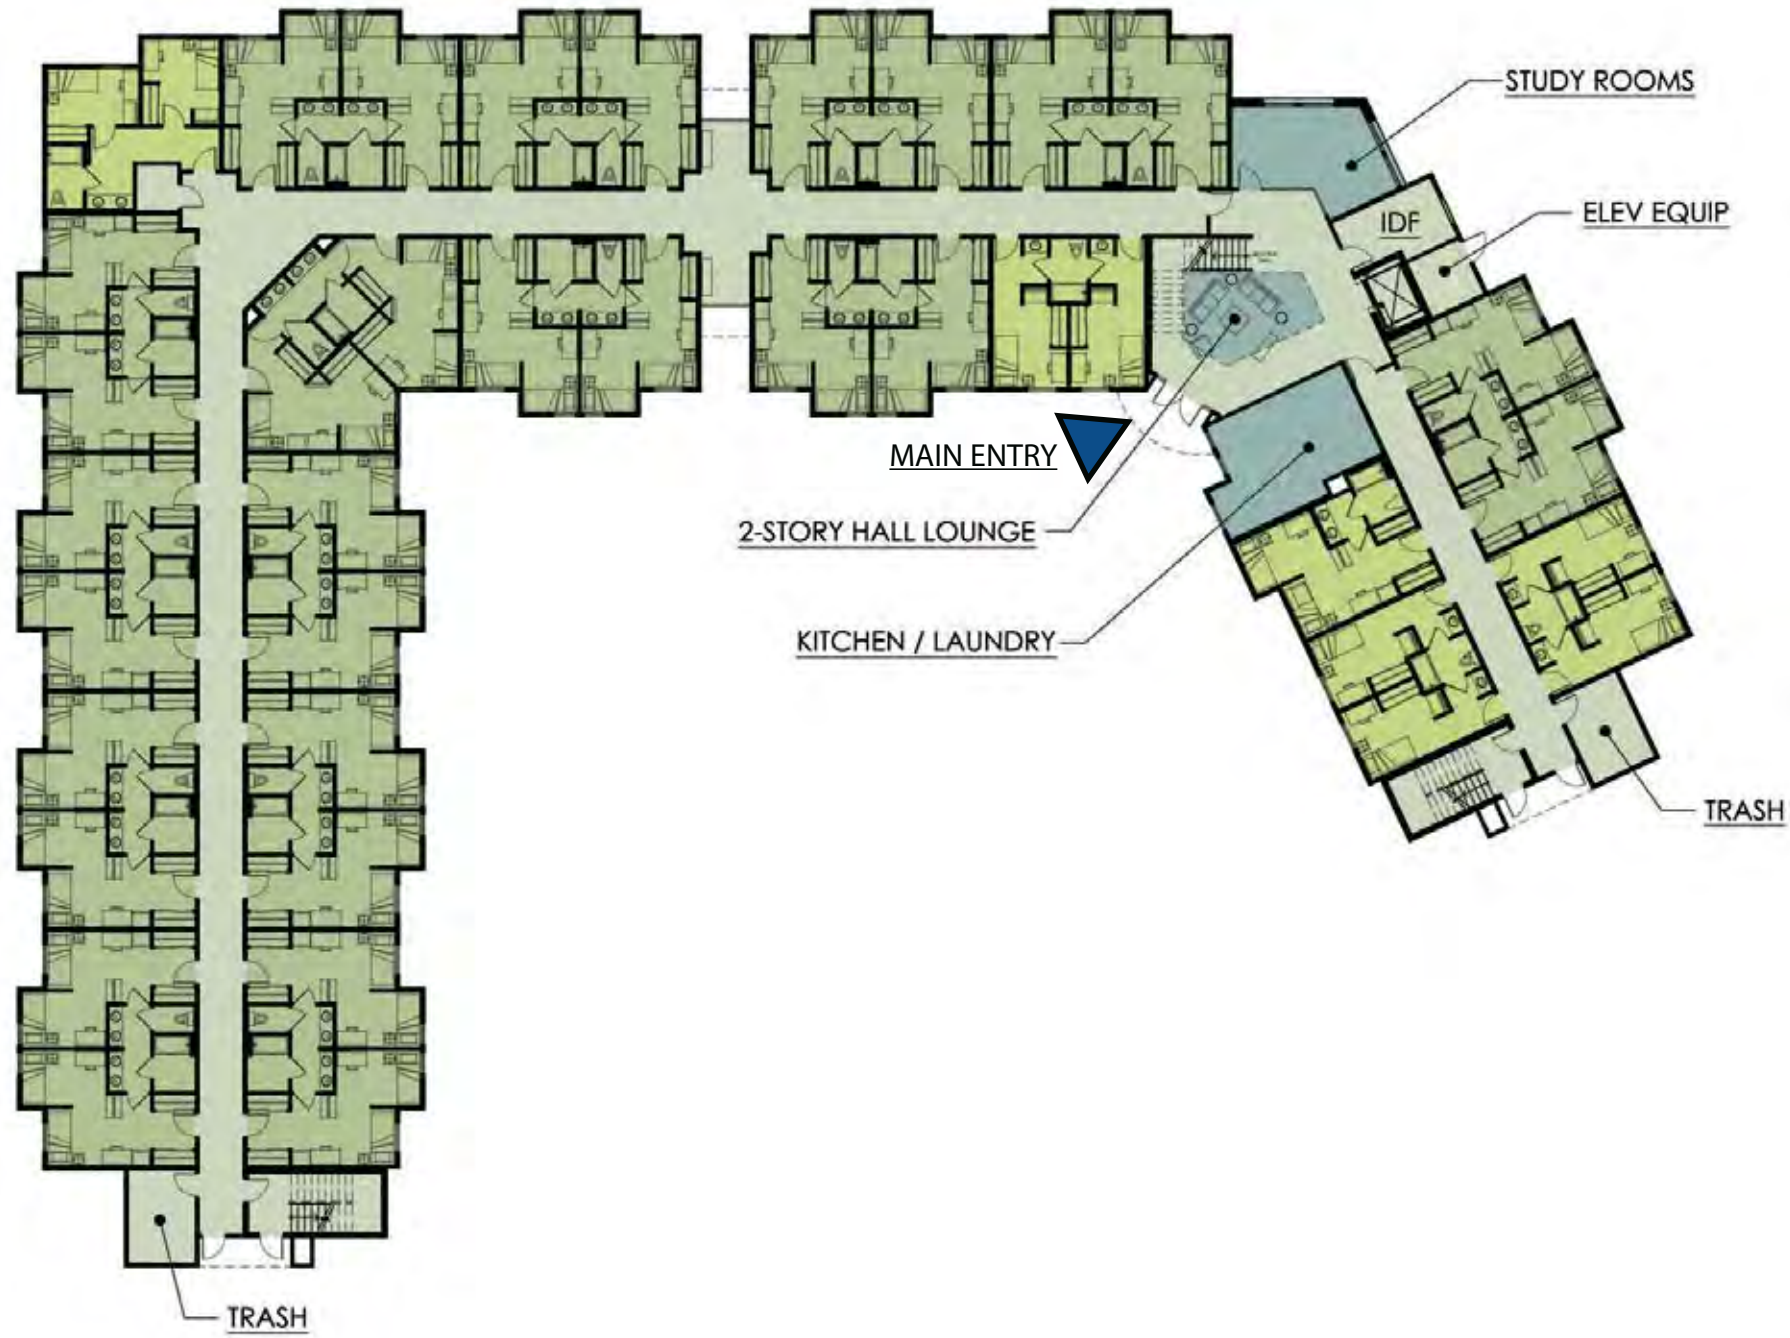 STUDY ROOMS
ELEV EQUIP
IDF
MAIN ENTRY
2-STORY HALL LOUNGE
KITCHEN / LAUNDRY
TRASH
TRASH